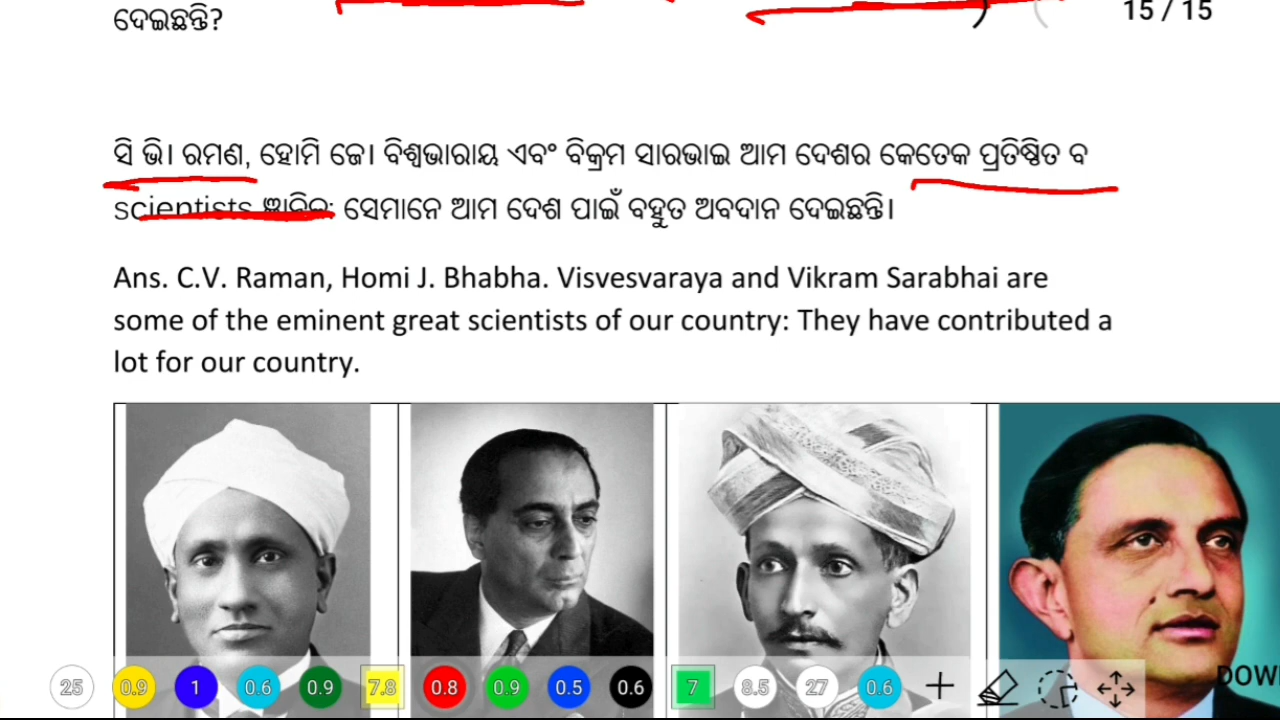 ଦେଇଛନ୍ତି?
15 / 15
ସି ଭି। ରମଣ, ହୋମି ଜେ। ବିଶ୍ୱଭାରାୟ ଏବଂ ବିକ୍ରମ ସାରଭାଇ ଆମ ଦେଶର କେତେକ ପ୍ରତିଷ୍ଠିତ ବ
scientists ଜ୍ଞାନିକ: ସେମାନେ ଆମ ଦେଶ ପାଇଁ ବହୁତ ଅବଦାନ ଦେଇଛନ୍ତି।
Ans. C.V. Raman, Homi J. Bhabha. Visvesvaraya and Vikram Sarabhai are
some of the eminent great scientists of our country: They have contributed a
lot for our country.
25 0.9 1 0.6 0.9 7.8 0.8 0.9 0.5 0.6 7 8.5 27 0.6